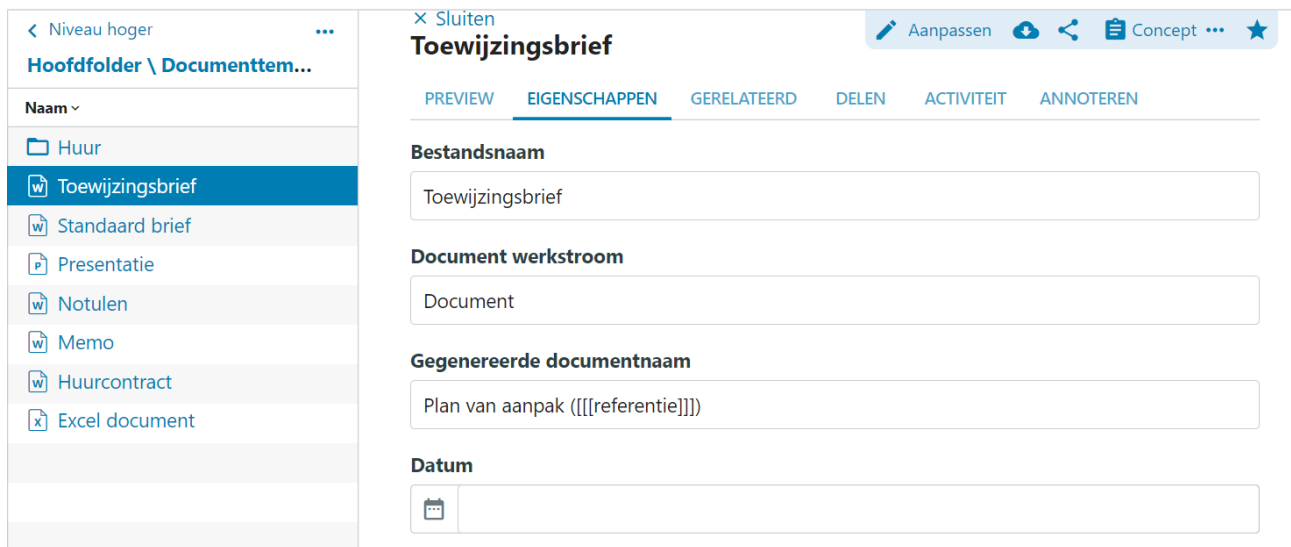 Niveau hoger
Hoofdfolder \ Documenttem...
Naam
Huur
Toewijzingsbrief
Standaard brief
Presentatie
Notulen
Memo
Huurcontract
Excel document
Sluiten
Toewijzingsbrief
Aanpassen Concept
PREVIEW EIGENSCHAPPEN GERELATEERD DELEN ACTIVITEIT ANNOTEREN
Bestandsnaam
Toewijzingsbrief
Document werkstroom
Document
Gegenereerde documentnaam
Plan van aanpak ([[[referentie]]])
Datum